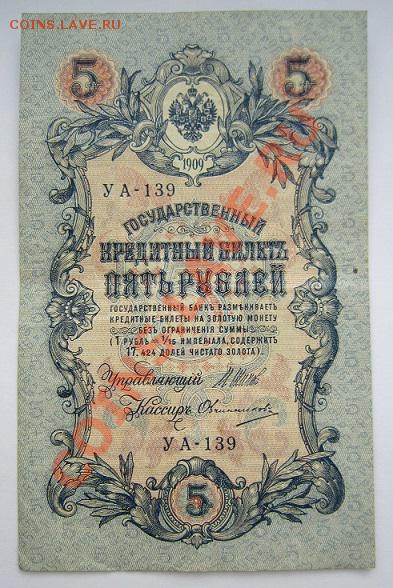 COINS.LAVE.RU
5 5
1909
УА-139
ГОСУДАРСТВЕННЫЙ
КРЕДИТНЫЙ БИЛЕТЪ
ПЯТЬ РУБЛЕЙ
ГОСУДАРСТВЕННЫЙ БАНКЪ РАЗМѢНИВАЕТЪ
КРЕДИТНЫЕ БИЛЕТЫ НА ЗОЛОТУЮ МОНЕТУ
БЕЗЪ ОГРАНИЧЕНІЯ СУММЫ
(1 РУБЛЬ = 1/15 ИМПЕРІАЛА, СОДЕРЖИТЪ
17,424 ДОЛЕЙ ЧИСТАГО ЗОЛОТА).
Управляющій
Кассиръ Овчинниковъ
УА-139
5